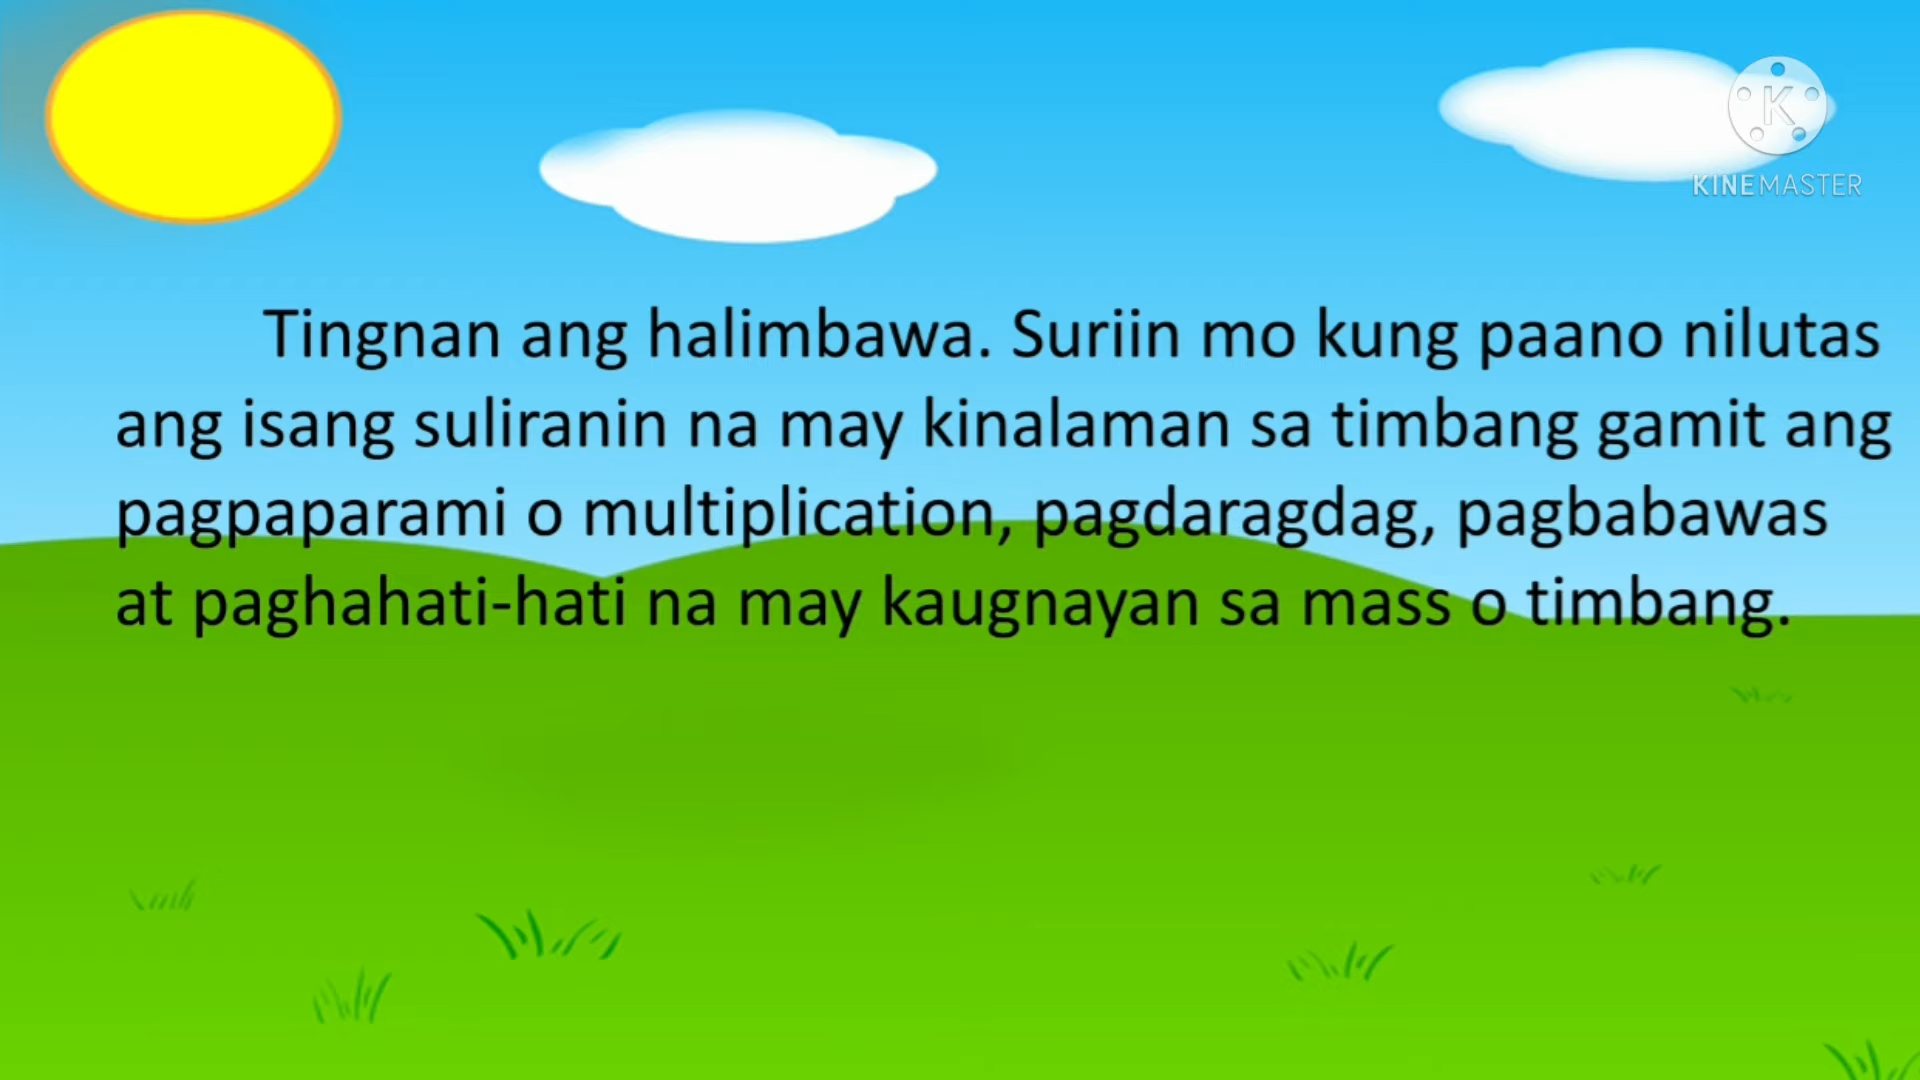 K
KINEMASTER
Tingnan ang halimbawa. Suriin mo kung paano nilutas
ang isang suliranin na may kinalaman sa timbang gamit ang
pagpaparami o multiplication, pagdaragdag, pagbabawas
at paghahati-hati na may kaugnayan sa mass o timbang.